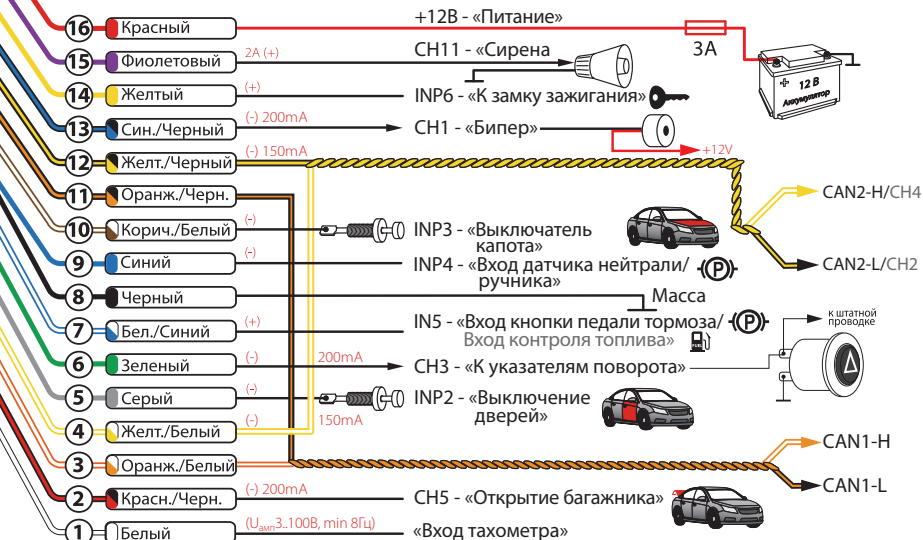 16 Красный +12В - «Питание»
3А
15 Фиолетовый 2А (+) CH11 - «Сирена
14 Желтый (+) INP6 - «К замку зажигания»
+ 12 В
Аккумулятор
13 Син./Черный (-) 200mA CH1 - «Бипер»
+12V
12 Желт./Черный (-) 150mA
11 Оранж./Черн.
CAN2-H/CH4
10 Корич./Белый (-) INP3 - «Выключатель
капота»
9 Синий (-) INP4 - «Вход датчика нейтрали/ (P)
ручника»
CAN2-L/CH2
8 Черный Масса
7 Бел./Синий (+) IN5 - «Вход кнопки педали тормоза/ (P)
Вход контроля топлива»
к штатной
проводке
6 Зеленый (-) 200mA CH3 - «К указателям поворота»
5 Серый (-) INP2 - «Выключение
дверей»
4 Желт./Белый (-) 150mA
CAN1-H
3 Оранж./Белый
CAN1-L
2 Красн./Черн. (-) 200mA CH5 - «Открытие багажника»
1 Белый (Uамп3..100В, min 8Гц) «Вход тахометра»